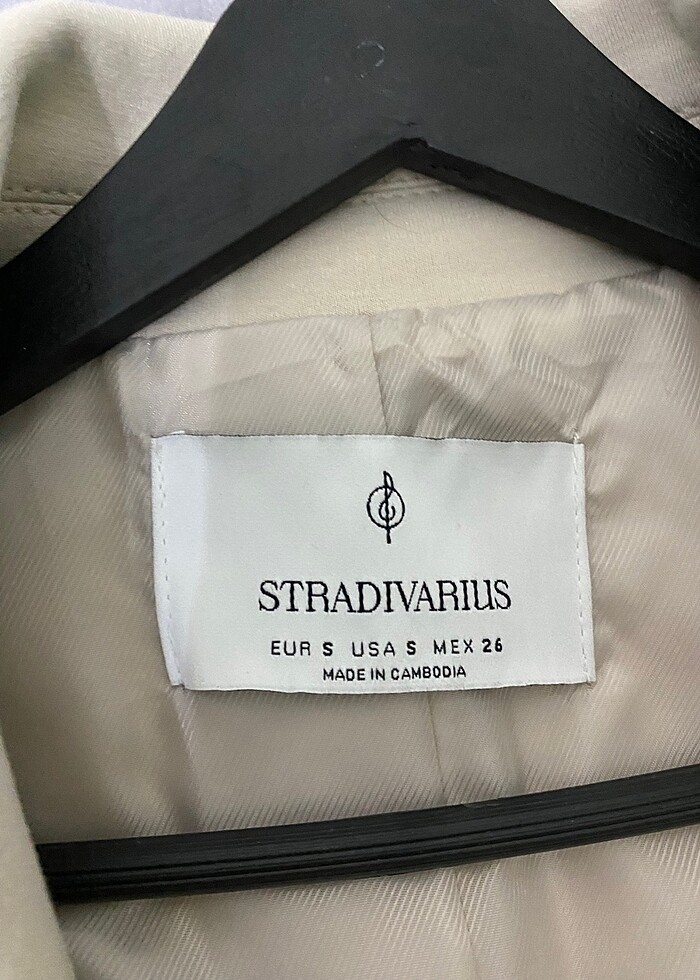 STRADIVARIUS
EUR S USA S MEX 26
MADE IN CAMBODIA